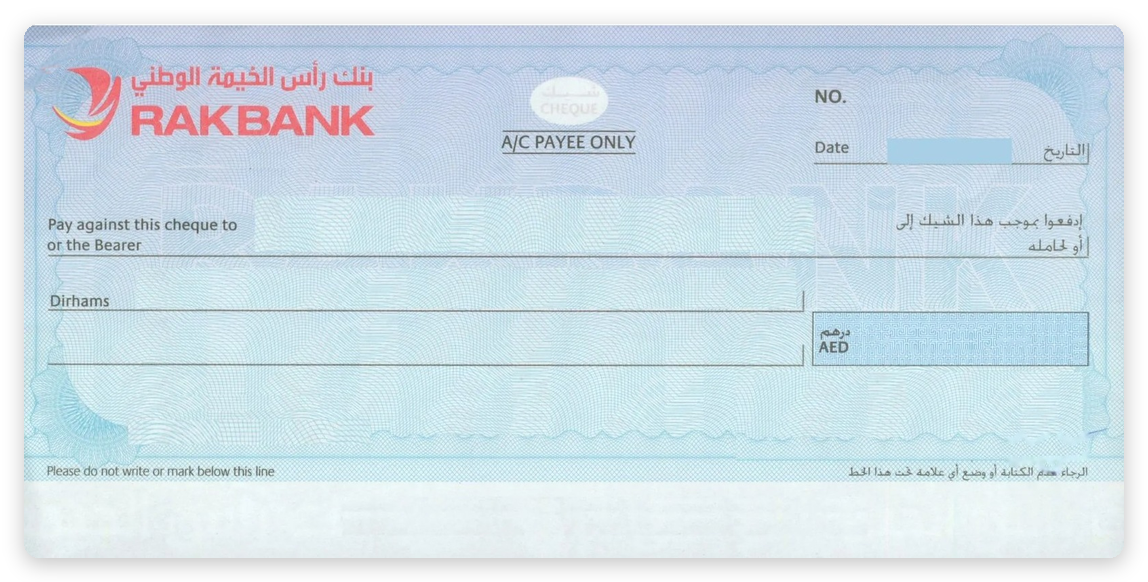 بنك رأس الخيمة الوطني
RAKBANK
شيك
CHEQUE
A/C PAYEE ONLY
NO.
Date
التاريخ
RAKBANK
Pay against this cheque to
or the Bearer
إدفعوا بموجب هذا الشيك إلى
أو لحامله
Dirhams
درهم
AED
Please do not write or mark below this line
الرجاء عدم الكتابة أو وضع أي علامة تحت هذا الخط